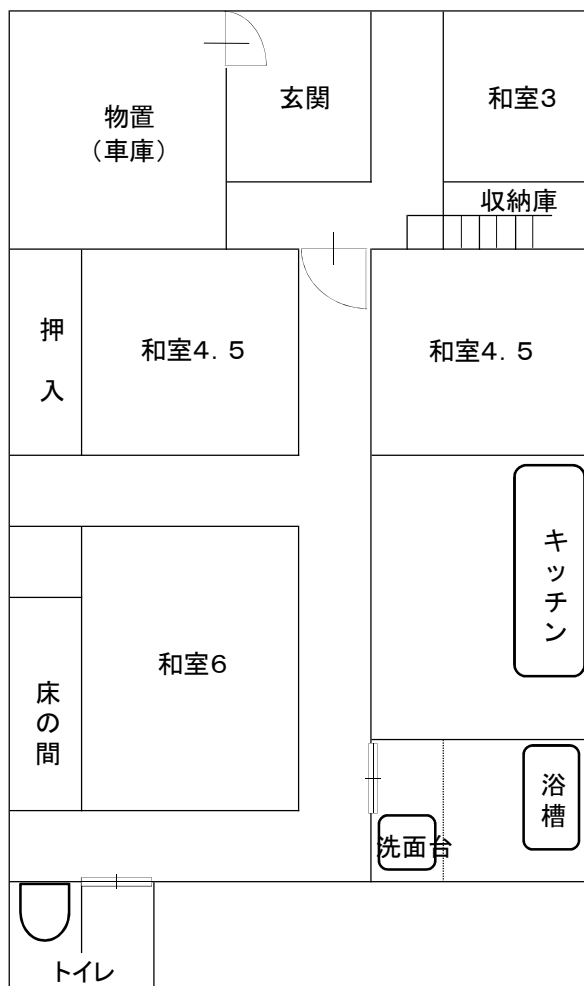 物置
（車庫）
玄関
和室3
収納庫
押
入
和室4．5
和室4．5
キッチン
和室6
床の間
浴槽
洗面台
トイレ